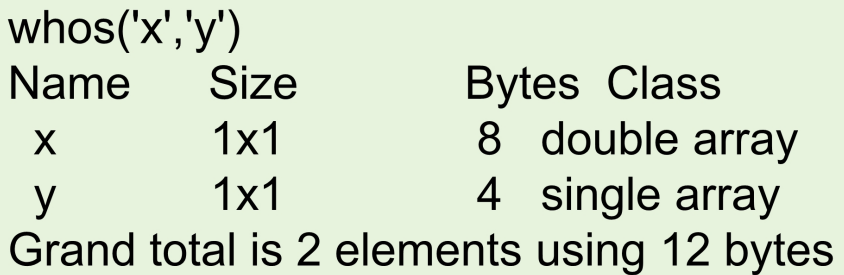 whos('x','y')
Name Size Bytes Class
x 1x1 8 double array
y 1x1 4 single array
Grand total is 2 elements using 12 bytes